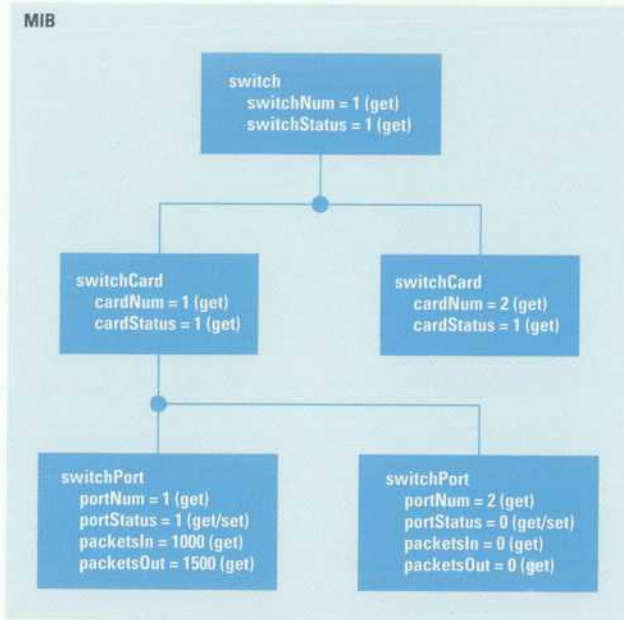 MIB
switch
switchNum = 1 (get)
switchStatus = 1 (get)
switchCard
cardNum = 1 (get)
cardStatus = 1 (get)
switchCard
cardNum = 2 (get)
cardStatus = 1 (get)
switchPort
portNum = 1 (get)
portStatus = 1 (get/set)
packetsIn = 1000 (get)
packetsOut = 1500 (get)
switchPort
portNum = 2 (get)
portStatus = 0 (get/set)
packetsIn = 0 (get)
packetsOut = 0 (get)